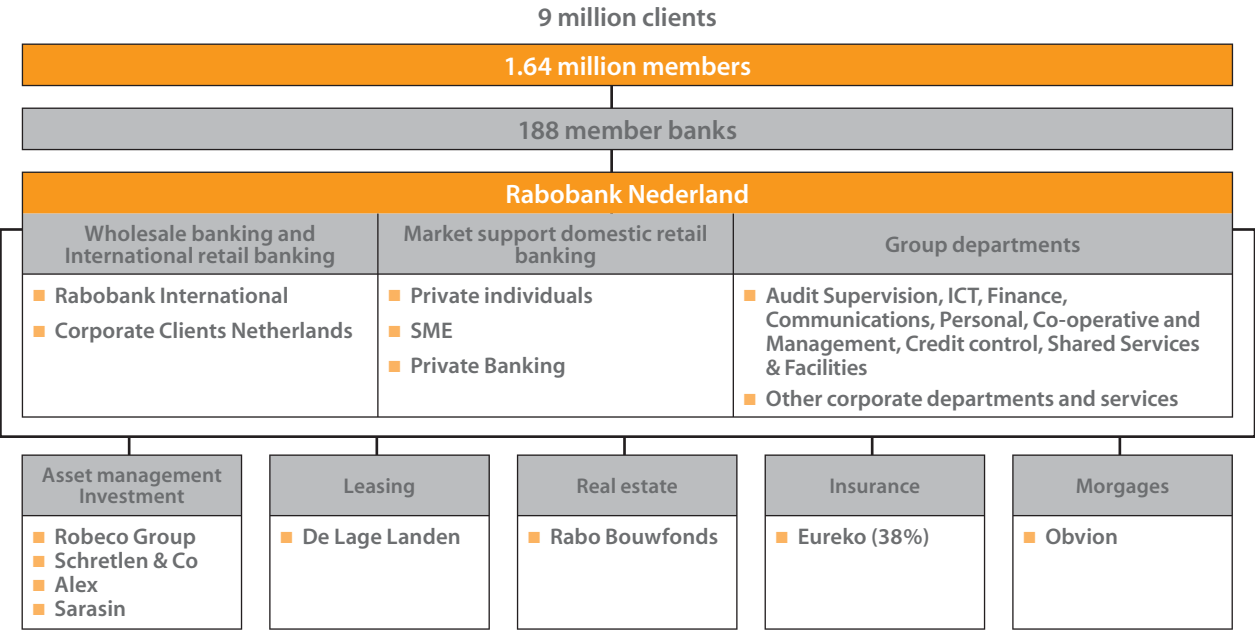 9 million clients
1.64 million members
188 member banks
Rabobank Nederland
Wholesale banking and
International retail banking
Rabobank International
Corporate Clients Netherlands
Market support domestic retail
banking
Private individuals
SME
Private Banking
Group departments
Audit Supervision, ICT, Finance,
Communications, Personal, Co-operative and
Management, Credit control, Shared Services
& Facilities
Other corporate departments and services
Asset management
Investment
Robeco Group
Schretlen & Co
Alex
Sarasin
Leasing
De Lage Landen
Real estate
Rabo Bouwfonds
Insurance
Eureko (38%)
Morgages
Obvion